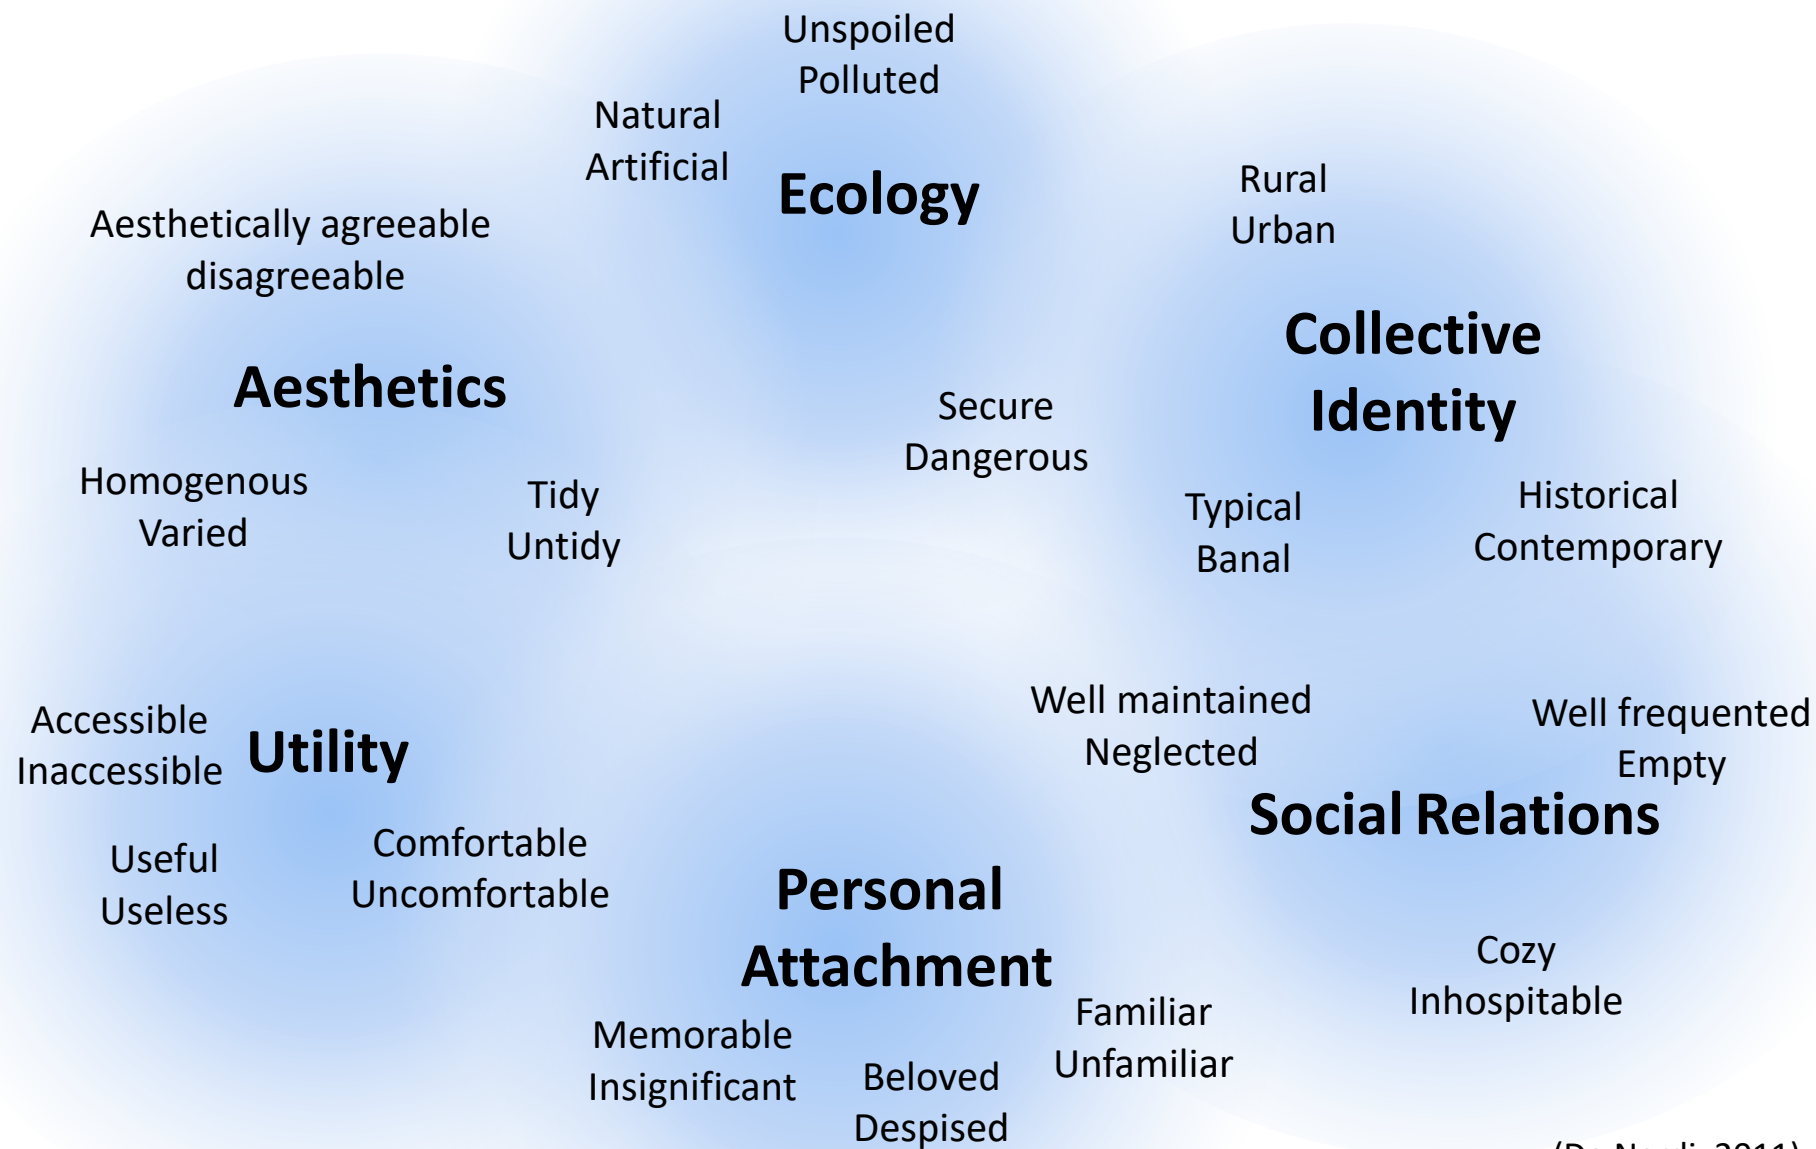 Unspoiled
Polluted
Natural
Artificial
Ecology
Rural
Urban
Aesthetically agreeable
disagreeable
Collective
Identity
Aesthetics
Secure
Dangerous
Homogenous
Varied
Tidy
Untidy
Typical
Banal
Historical
Contemporary
Well maintained
Neglected
Well frequented
Empty
Accessible
Inaccessible
Utility
Social Relations
Useful
Useless
Comfortable
Uncomfortable
Personal
Attachment
Cozy
Inhospitable
Familiar
Unfamiliar
Memorable
Insignificant
Beloved
Despised
2011)